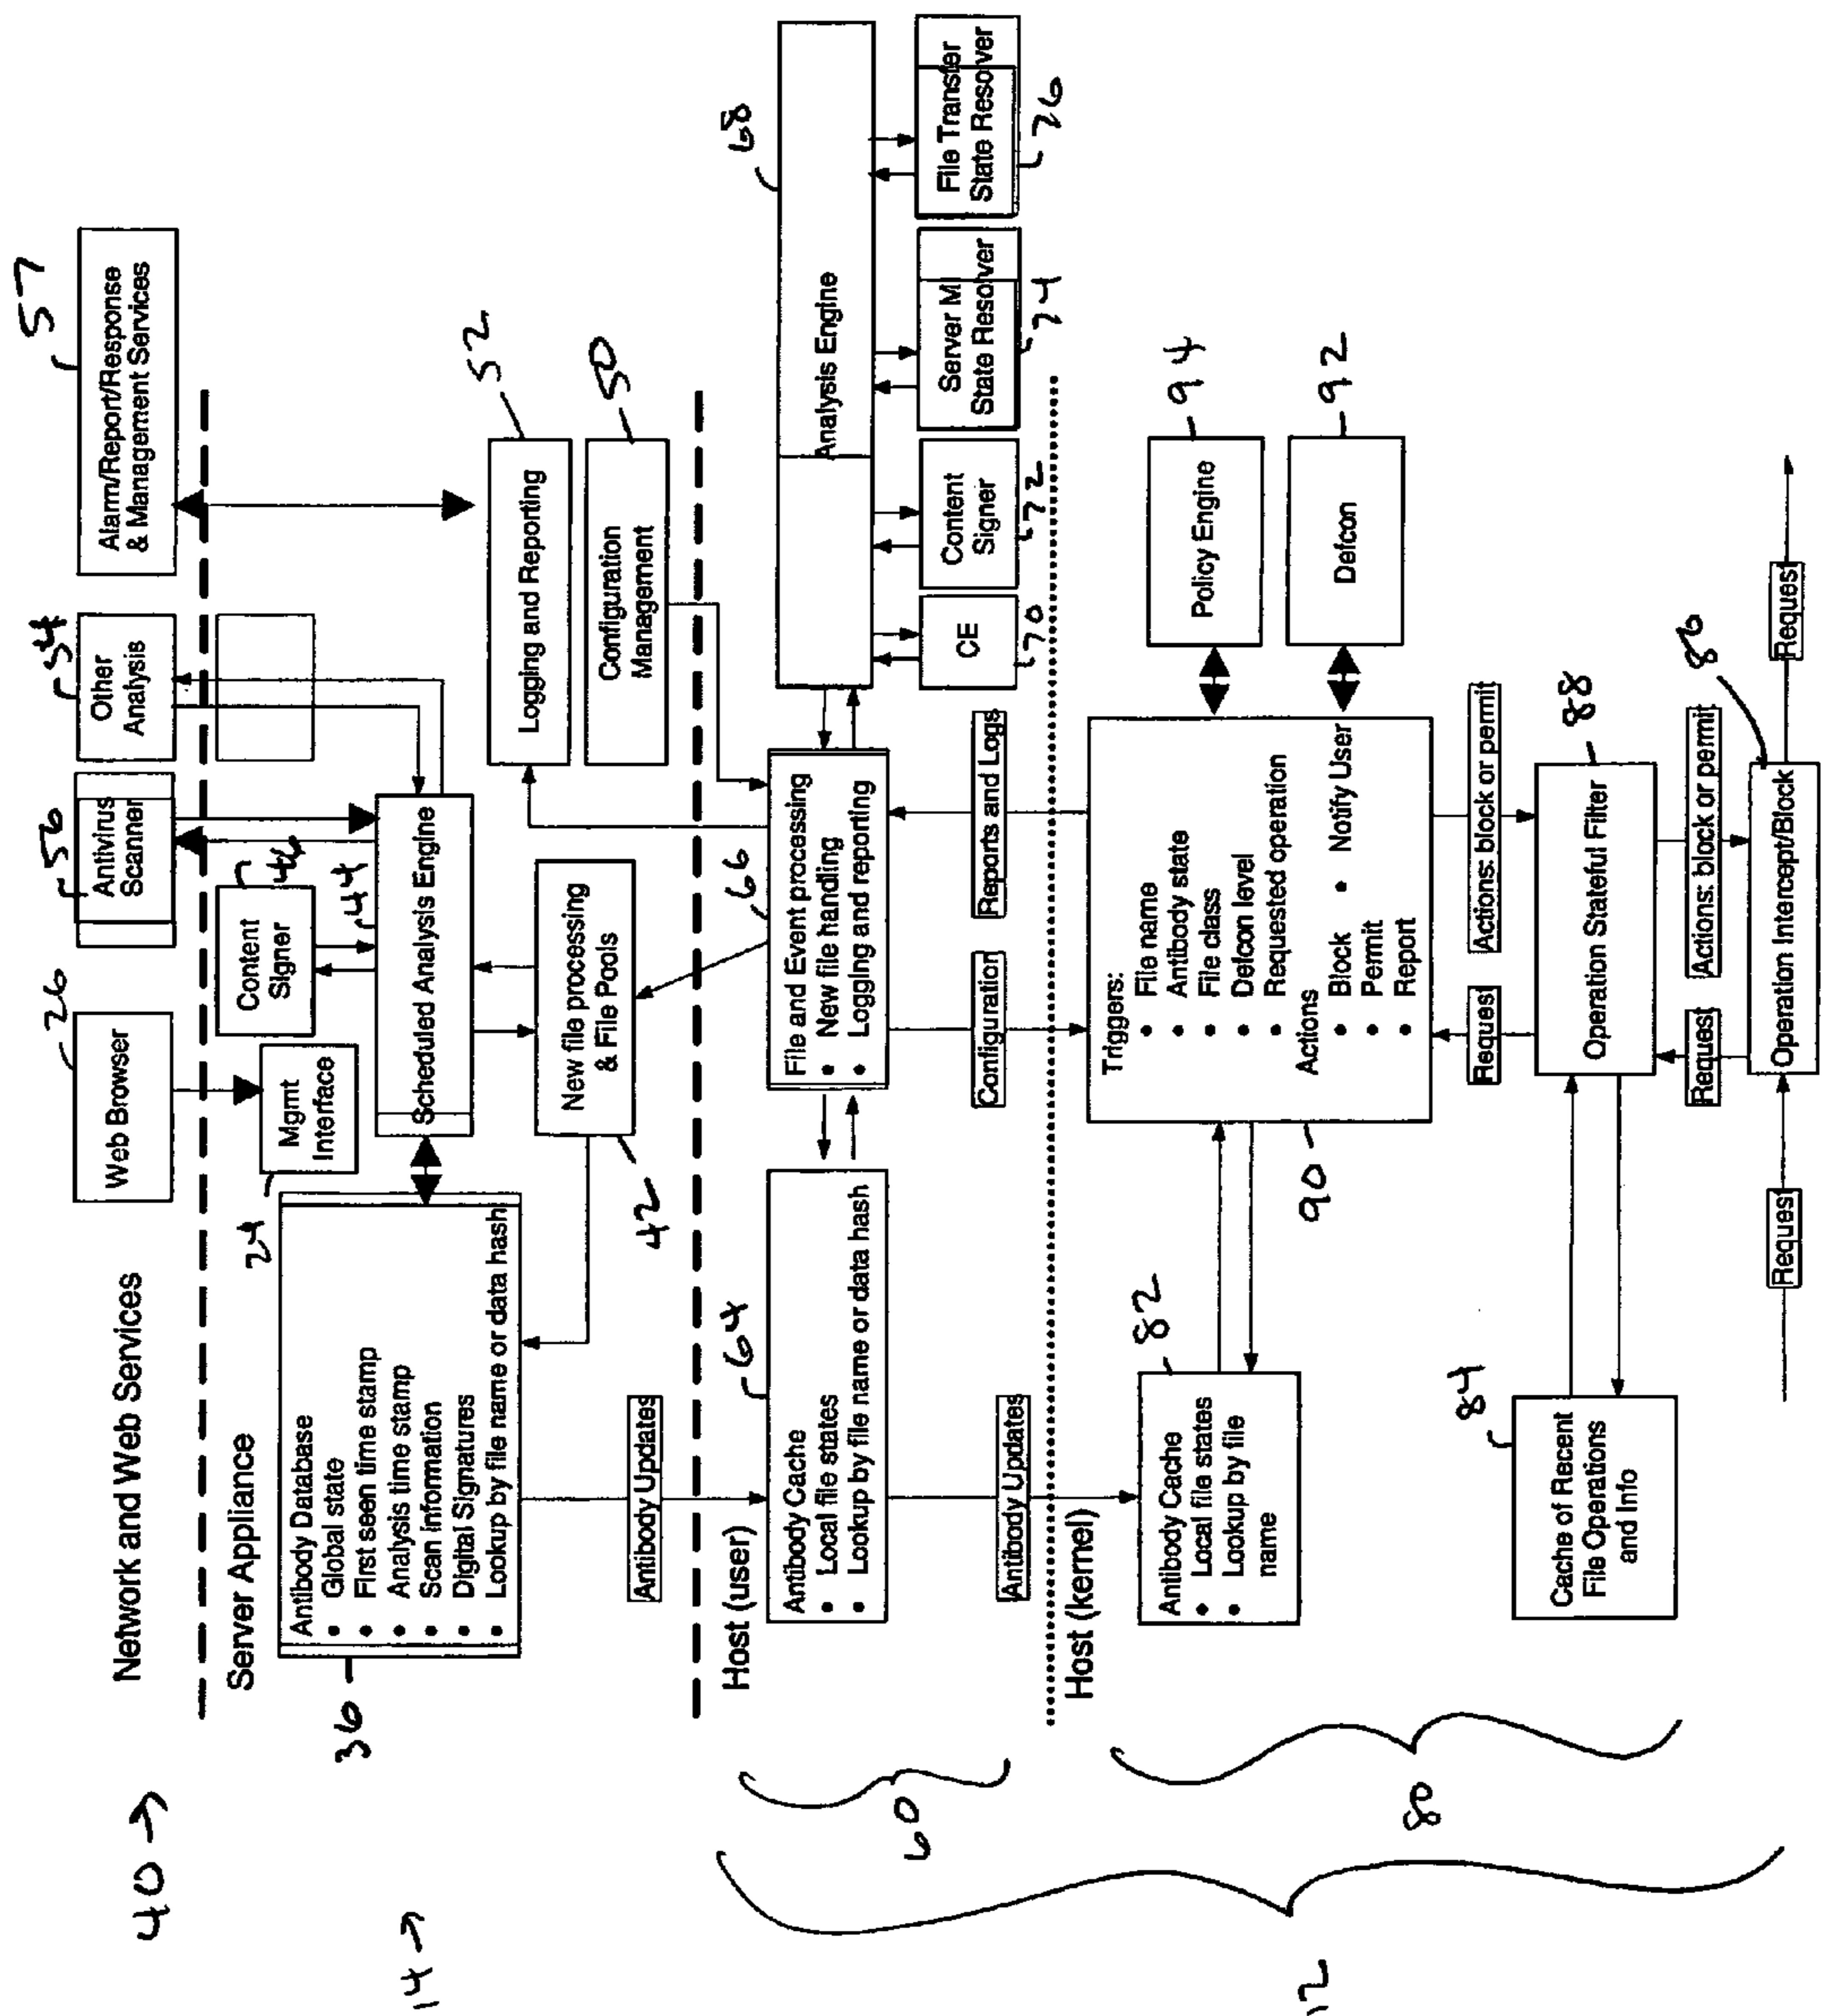 40
Network and Web Services
26
Web Browser
56
Antivirus
Scanner
54
Other
Analysis
57
Alarm/Report/Response
& Management Services
14
Server Appliance
36
Antibody Database
• Global state
• First seen time stamp
• Analysis time stamp
• Scan information
• Digital Signatures
• Lookup by file name or data hash
24
Mgmt
Interface
Content
Signer
46
44
Scheduled Analysis Engine
New file processing
& File Pools
42
Logging and Reporting
52
Configuration
Management
50
Antibody Updates
12
60
Host (user)
64
Antibody Cache
• Local file states
• Lookup by file name or data hash
File and Event processing
• New file handling
• Logging and reporting
66
Analysis Engine
68
CE
70
Content
Signer
72
Server M
State Resolver
74
File Transfer
State Resolver
76
Antibody Updates
Configuration
Reports and Logs
80
Host (kernel)
82
Antibody Cache
• Local file states
• Lookup by file
name
90
Triggers:
• File name
• Antibody state
• File class
• Defcon level
• Requested operation
Actions
• Block • Notify User
• Permit
• Report
Policy Engine
94
Defcon
92
Request
Actions: block or permit
84
Cache of Recent
File Operations
and Info
Operation Stateful Filter
88
Request
Actions: block or permit
86
Request
Operation Intercept/Block
Request